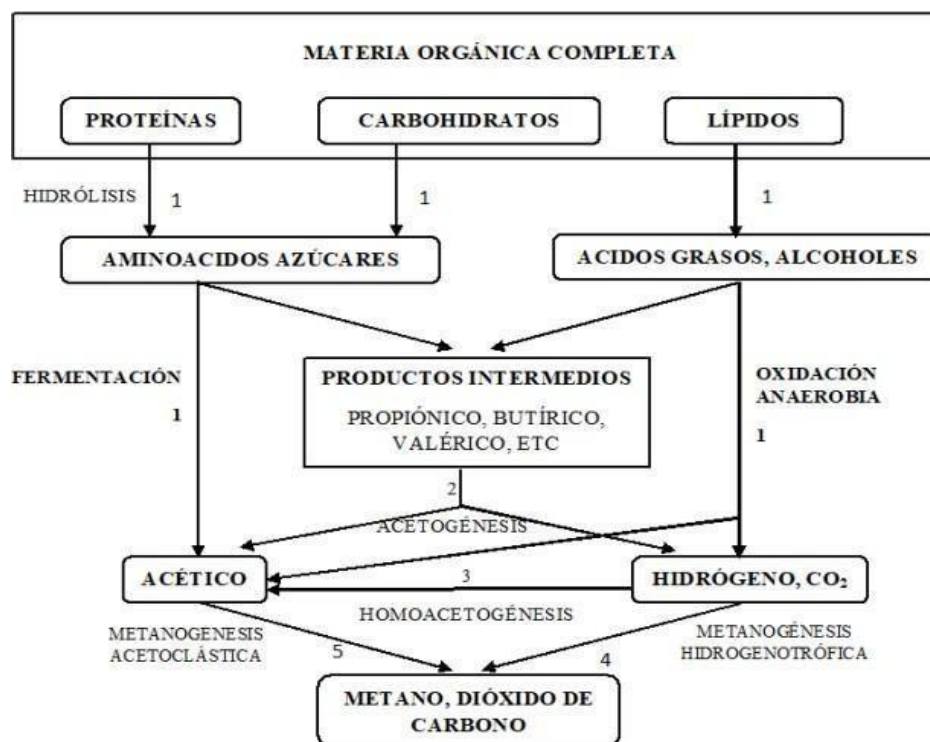 MATERIA ORGÁNICA COMPLETA
PROTEÍNAS
CARBOHIDRATOS
LÍPIDOS
HIDRÓLISIS
1
1
1
AMINOACIDOS AZÚCARES
ACIDOS GRASOS, ALCOHOLES
FERMENTACIÓN
1
PRODUCTOS INTERMEDIOS
PROPIÓNICO, BUTÍRICO,
VALÉRICO, ETC
OXIDACIÓN
ANAEROBIA
1
2
ACETOGÉNESIS
ACÉTICO
3
HIDRÓGENO, CO₂
HOMOACETOGÉNESIS
METANOGENESIS
ACETOCLÁSTICA
5
4
METANOGÉNESIS
HIDROGENOTRÓFICA
METANO, DIÓXIDO DE
CARBONO